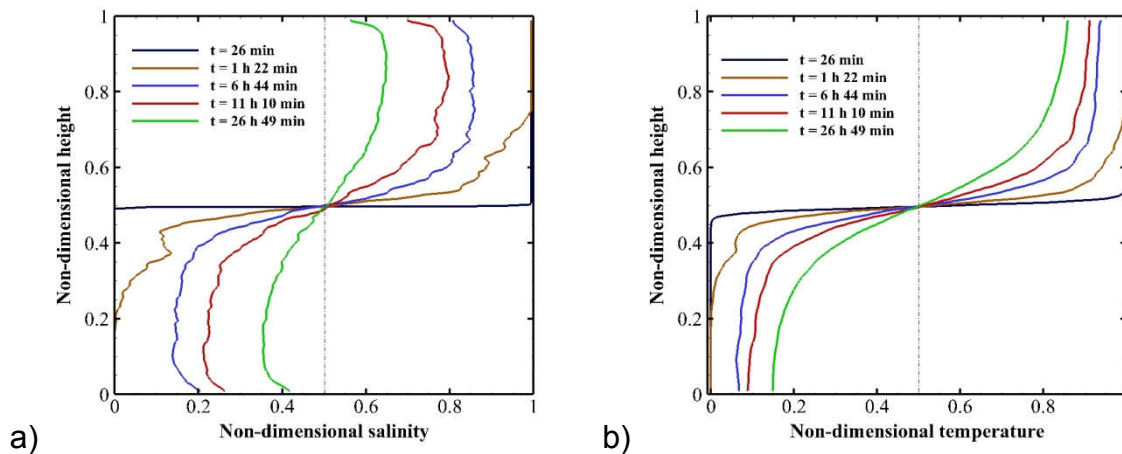 Non-dimensional height
1
0.8
0.6
0.4
0.2
0
t = 26 min
t = 1 h 22 min
t = 6 h 44 min
t = 11 h 10 min
t = 26 h 49 min
0 0.2 0.4 0.6 0.8 1
Non-dimensional salinity
a)
Non-dimensional height
1
0.8
0.6
0.4
0.2
0
t = 26 min
t = 1 h 22 min
t = 6 h 44 min
t = 11 h 10 min
t = 26 h 49 min
0 0.2 0.4 0.6 0.8 1
Non-dimensional temperature
b)